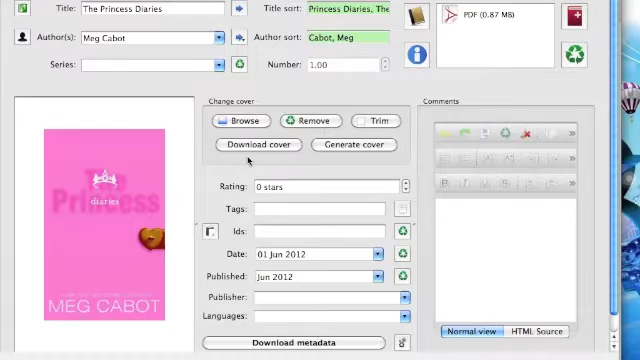 Title: The Princess Diaries Title sort: Princess Diaries, The PDF (0.87 MB)
Author(s): Meg Cabot Author sort: Cabot, Meg
Series: Number: 1.00
Change cover Comments
Browse Remove Trim
Download cover Generate cover
The Princess
diaries
MEG CABOT
Rating: 0 stars
Tags:
Ids:
Date: 01 Jun 2012
Published: Jun 2012
Publisher:
Languages:
Download metadata
B I U S
Normal view HTML Source